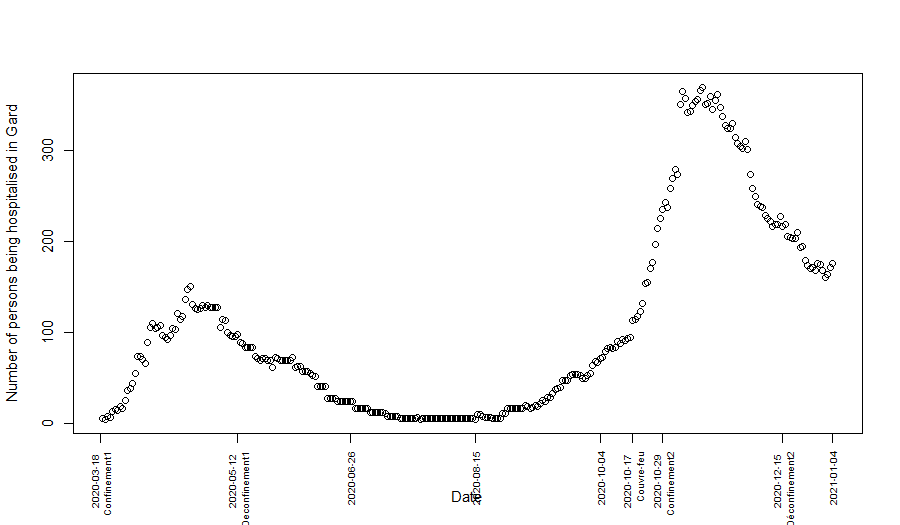 Number of persons being hospitalised in Gard
300
200
100
0
2020-03-18
Confinement1
2020-05-12
Déconfinement1
2020-06-26
2020-08-15
2020-10-04
2020-10-17
Couvre-feu
2020-10-29
Confinement2
2020-12-15
Déconfinement2
2021-01-04
Date